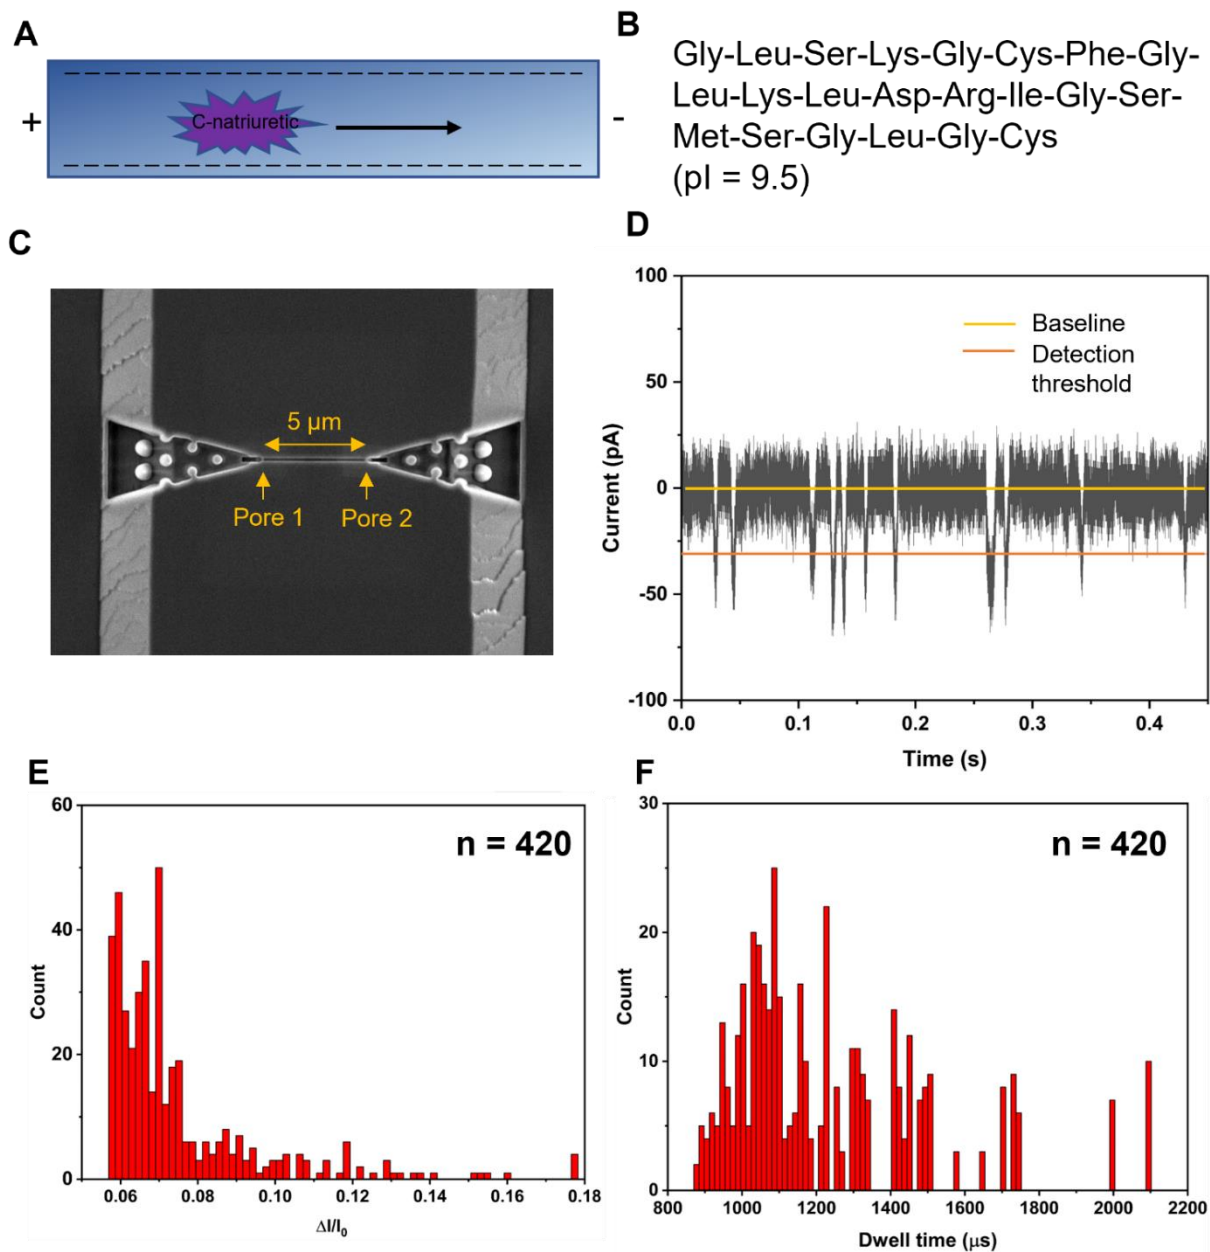 A
+
C-natriuretic
-
B
Gly-Leu-Ser-Lys-Gly-Cys-Phe-Gly-
Leu-Lys-Leu-Asp-Arg-Ile-Gly-Ser-
Met-Ser-Gly-Leu-Gly-Cys
(pI = 9.5)
C
5 μm
Pore 1
Pore 2
D
100
50
0
-50
-100
Current (pA)
Baseline
Detection
threshold
0.0
0.1
0.2
0.3
0.4
Time (s)
E
60
40
20
0
Count
n = 420
0.06
0.08
0.10
0.12
0.14
0.16
0.18
ΔI/I₀
F
30
20
10
0
Count
n = 420
800
1000
1200
1400
1600
1800
2000
2200
Dwell time (μs)